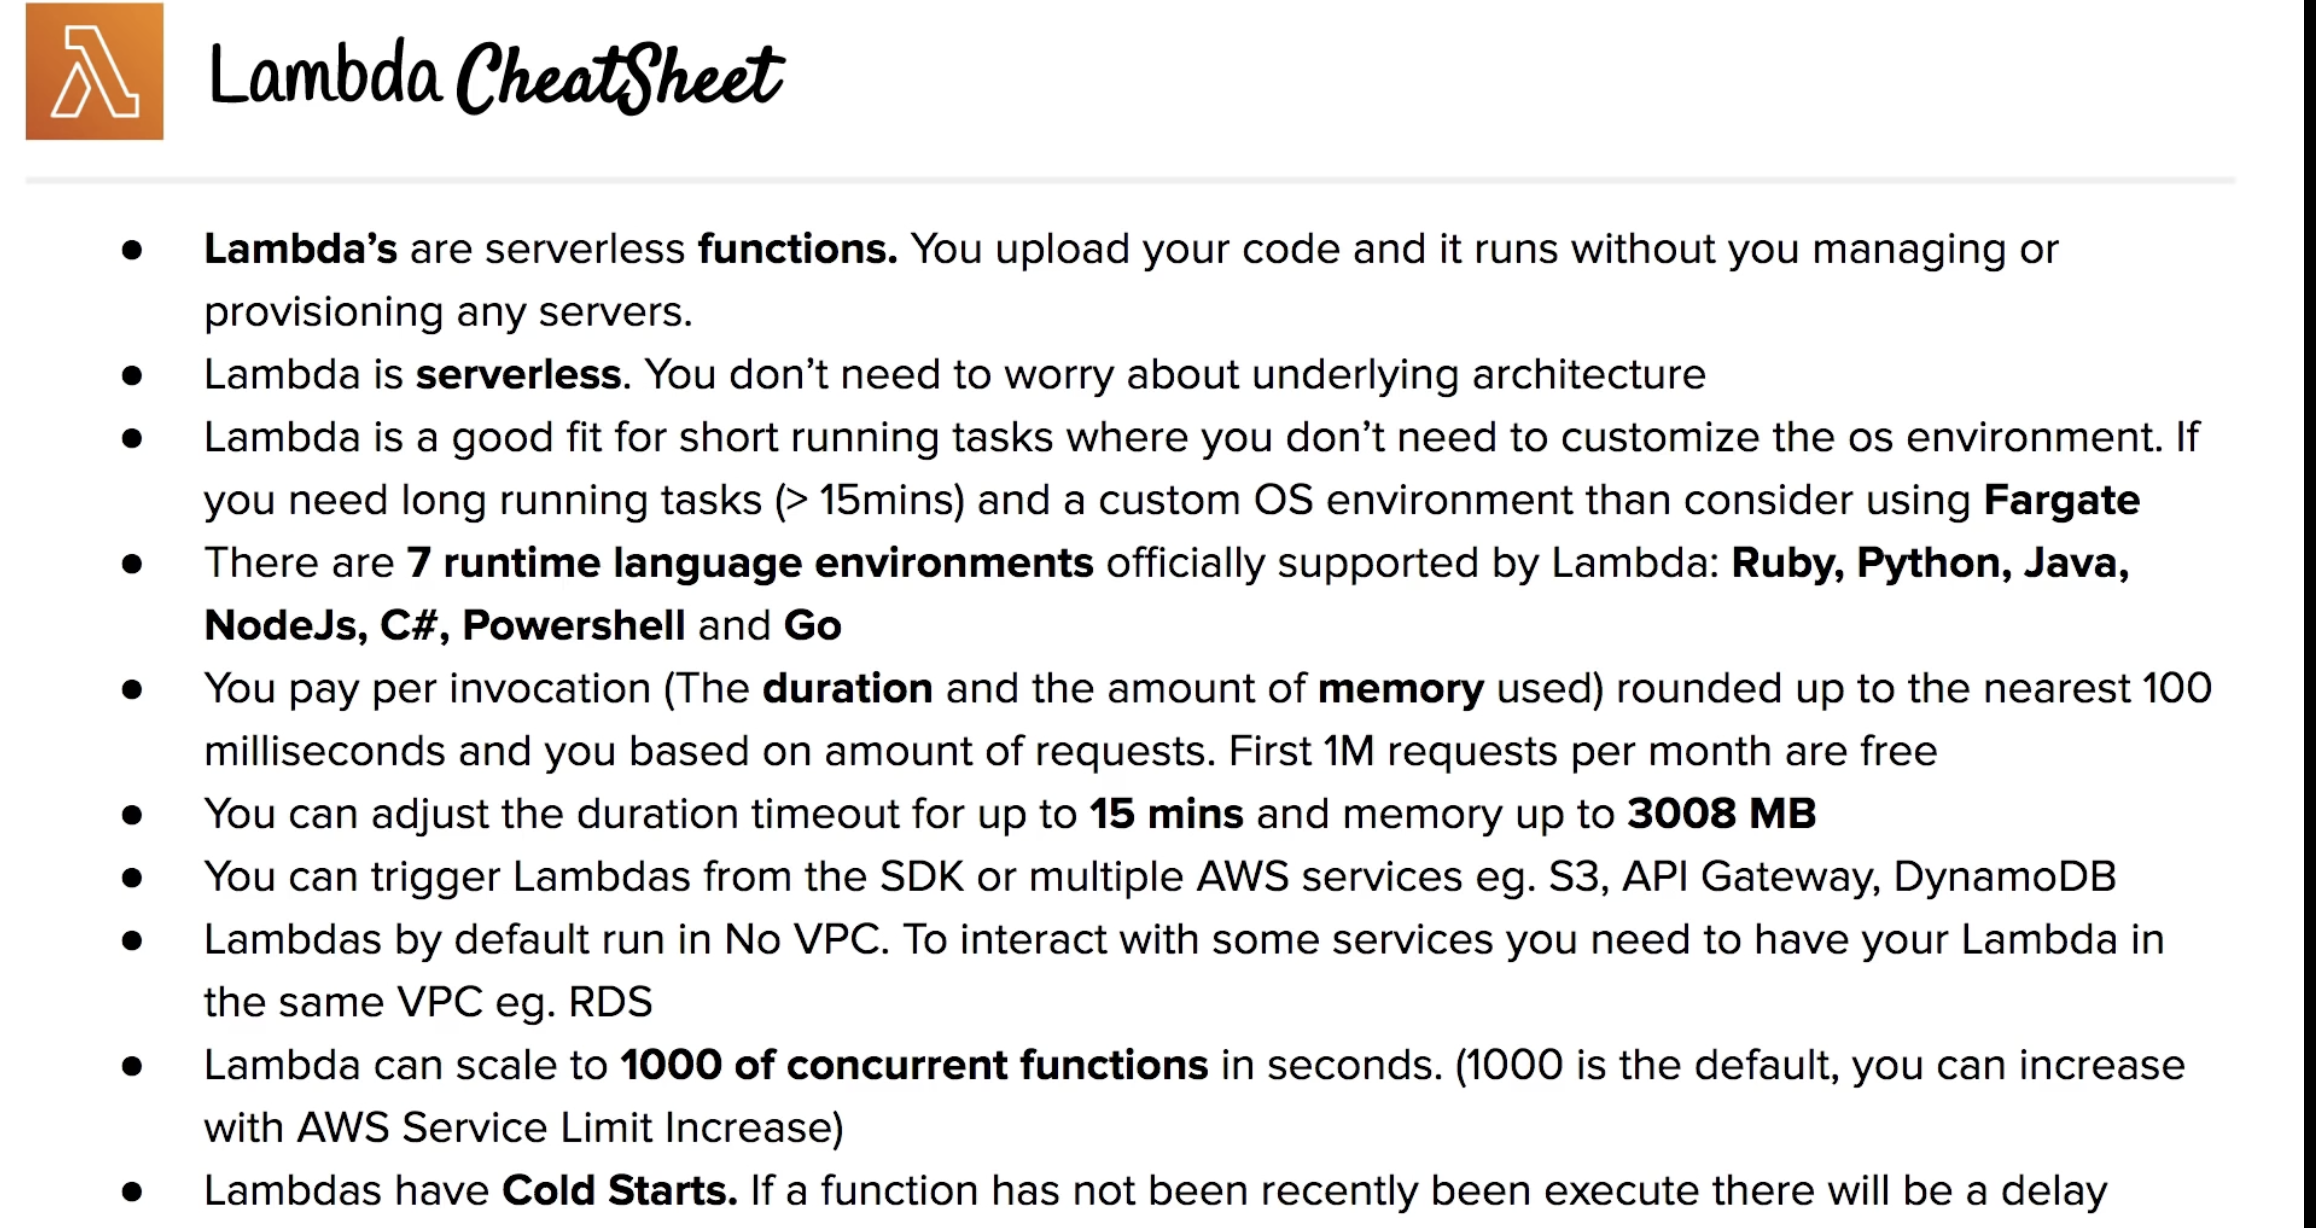 Lambda CheatSheet
● Lambda’s are serverless functions. You upload your code and it runs without you managing or
provisioning any servers.
● Lambda is serverless. You don’t need to worry about underlying architecture
● Lambda is a good fit for short running tasks where you don’t need to customize the os environment. If
you need long running tasks (> 15mins) and a custom OS environment than consider using Fargate
● There are 7 runtime language environments officially supported by Lambda: Ruby, Python, Java,
NodeJs, C#, Powershell and Go
● You pay per invocation (The duration and the amount of memory used) rounded up to the nearest 100
milliseconds and you based on amount of requests. First 1M requests per month are free
● You can adjust the duration timeout for up to 15 mins and memory up to 3008 MB
● You can trigger Lambdas from the SDK or multiple AWS services eg. S3, API Gateway, DynamoDB
● Lambdas by default run in No VPC. To interact with some services you need to have your Lambda in
the same VPC eg. RDS
● Lambda can scale to 1000 of concurrent functions in seconds. (1000 is the default, you can increase
with AWS Service Limit Increase)
● Lambdas have Cold Starts. If a function has not been recently been execute there will be a delay